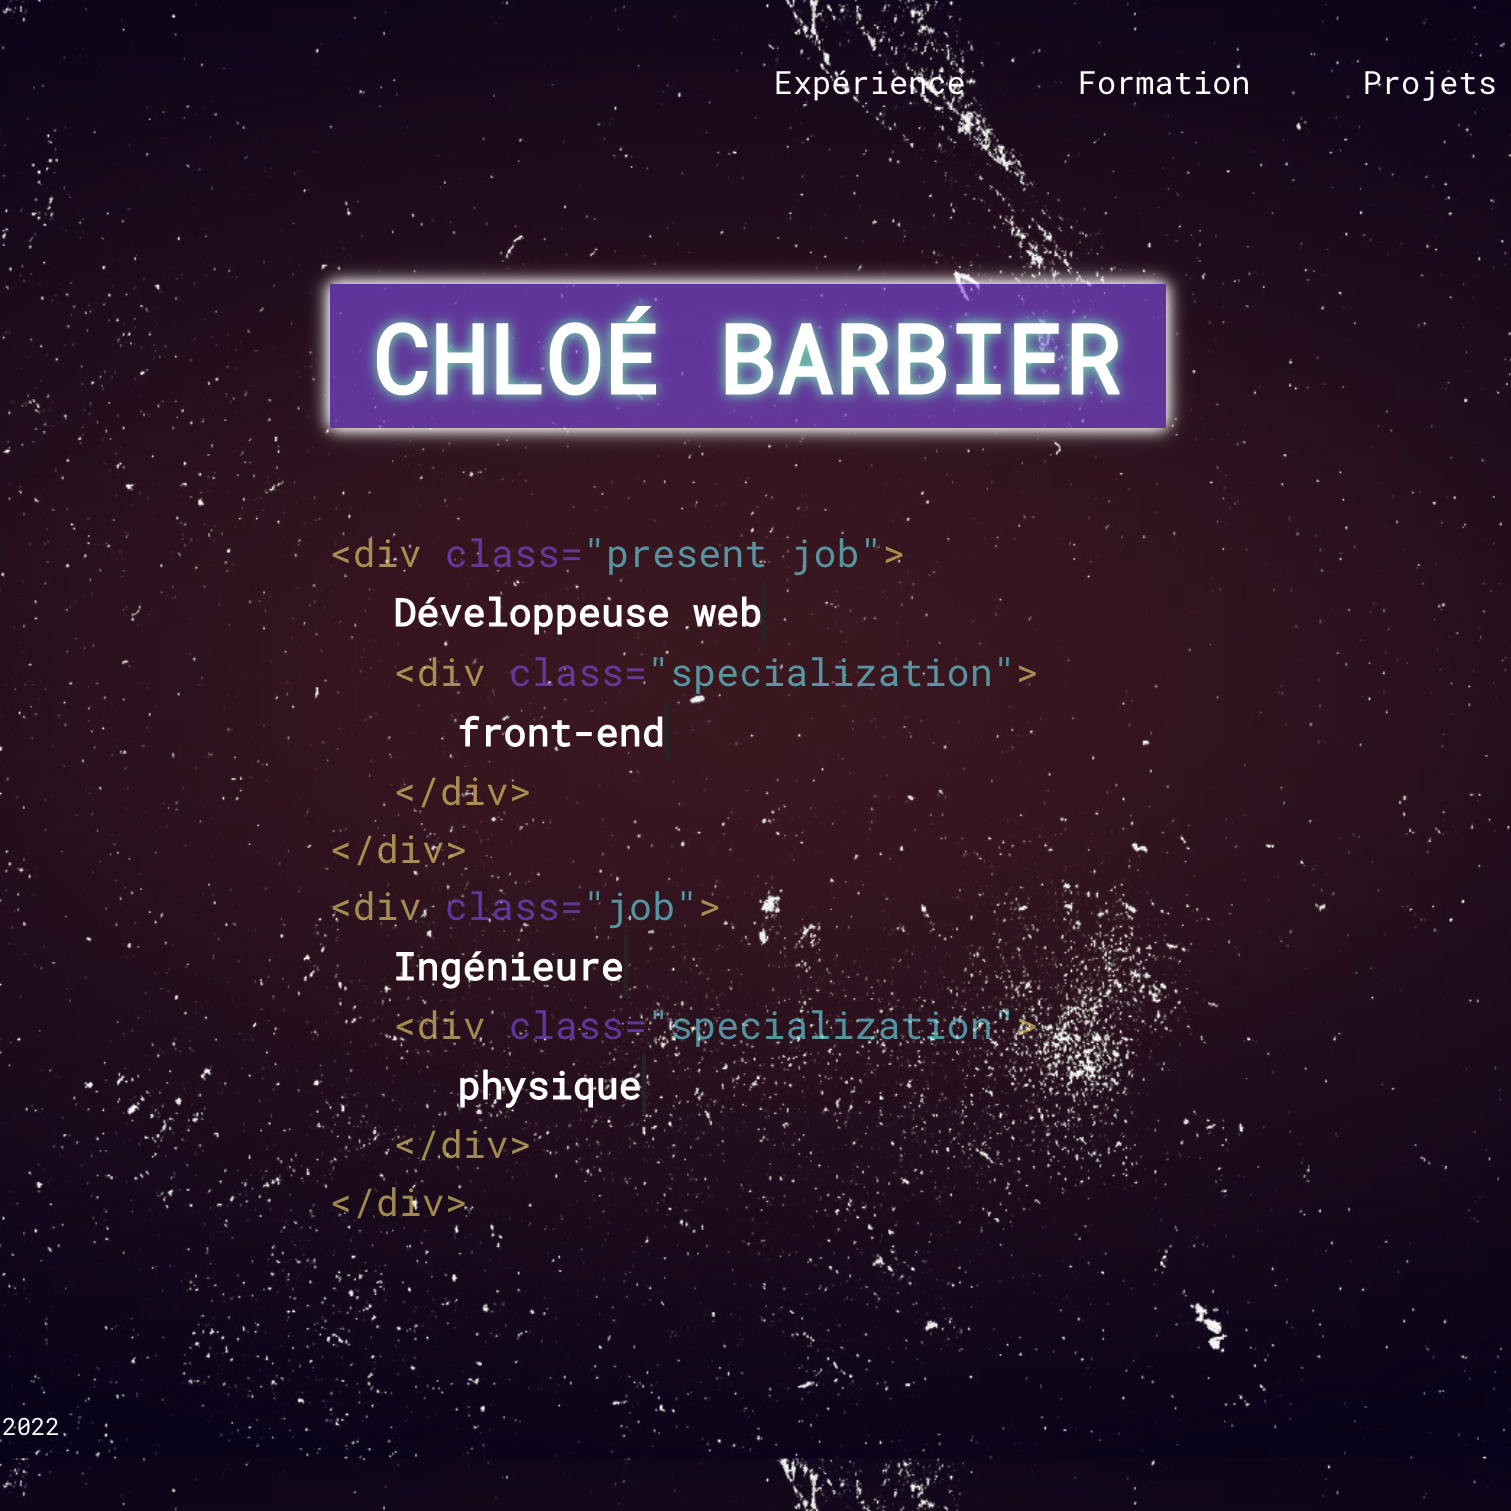 Expérience Formation Projets
CHLOÉ BARBIER
<div class="present job">
Développeuse web
<div class="specialization">
front-end
</div>
</div>
<div class="job">
Ingénieure
<div class="specialization">
physique
</div>
</div>
2022